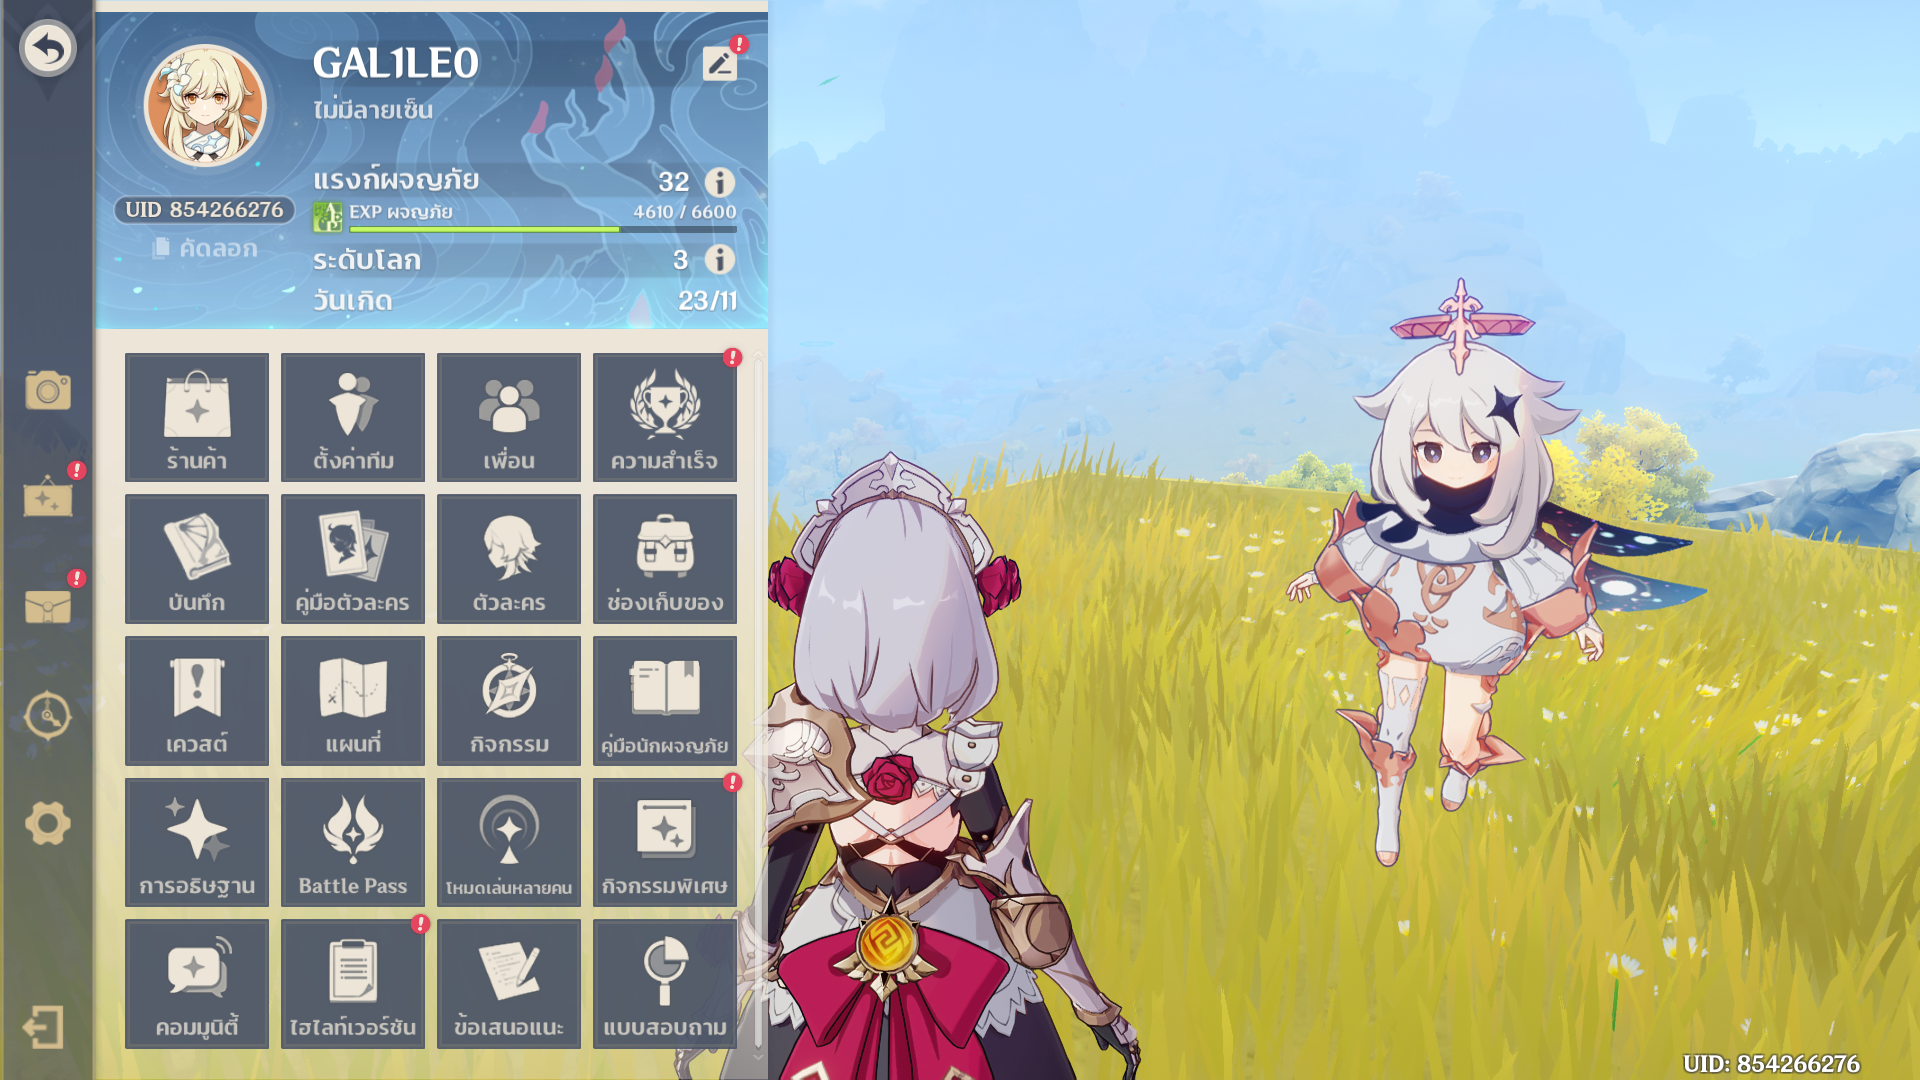 GAL1LEO
ไม่มีลายเซ็น
แรงก์ผจญภัย 32
EXP ผจญภัย 4610 / 6600
UID 854266276
คัดลอก
ระดับโลก 3
วันเกิด 23/11
ร้านค้า ตั้งค่าทีม เพื่อน ความสำเร็จ
บันทึก คู่มือตัวละคร ตัวละคร ช่องเก็บของ
เควสต์ แผนที่ กิจกรรม คู่มือนักผจญภัย
การอธิษฐาน Battle Pass โหมดเล่นหลายคน กิจกรรมพิเศษ
คอมมูนิตี้ ไฮไลท์เวอร์ชัน ข้อเสนอแนะ แบบสอบถาม
UID: 854266276